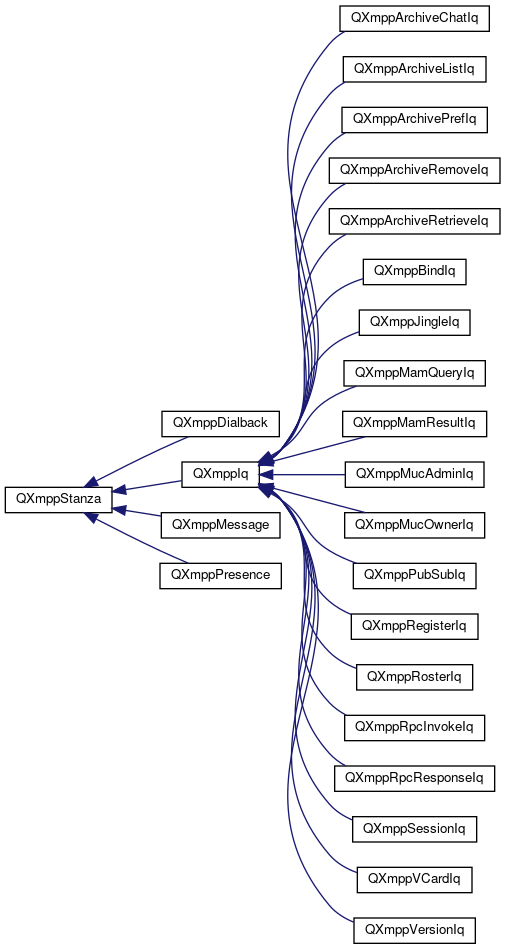 QXmppArchiveChatIq
QXmppArchiveListIq
QXmppArchivePrefIq
QXmppArchiveRemoveIq
QXmppArchiveRetrieveIq
QXmppBindIq
QXmppJingleIq
QXmppMamQueryIq
QXmppDialback
QXmppMamResultIq
QXmppIq
QXmppMucAdminIq
QXmppStanza
QXmppMessage
QXmppMucOwnerIq
QXmppPresence
QXmppPubSubIq
QXmppRegisterIq
QXmppRosterIq
QXmppRpcInvokeIq
QXmppRpcResponseIq
QXmppSessionIq
QXmppVCardIq
QXmppVersionIq